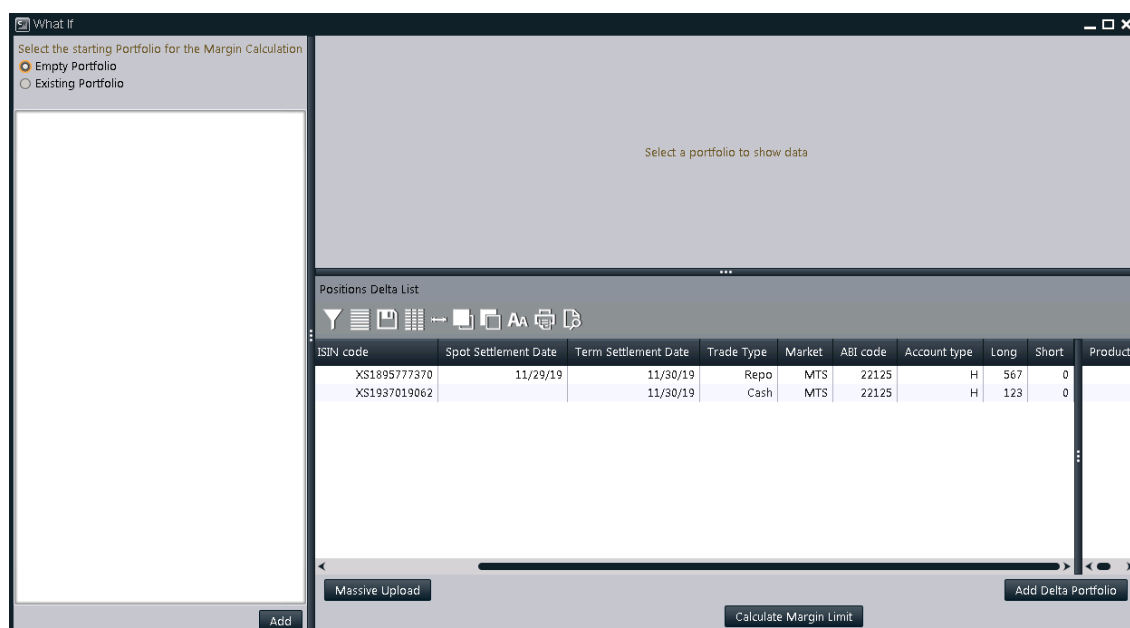 What If
Select the starting Portfolio for the Margin Calculation
Empty Portfolio
Existing Portfolio
Select a portfolio to show data
Positions Delta List
ISIN code Spot Settlement Date Term Settlement Date Trade Type Market ABI code Account type Long Short Product
XS1895777370 11/29/19 11/30/19 Repo MTS 22125 H 567 0
XS1937019062 11/30/19 Cash MTS 22125 H 123 0
Massive Upload Add Delta Portfolio
Calculate Margin Limit
Add